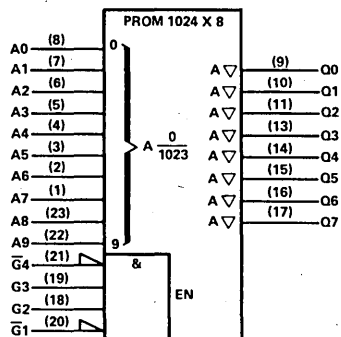 PROM 1024 X 8
A0 (8) 0 A ▽ (9) Q0
A1 (7) A ▽ (10) Q1
A2 (6) A ▽ (11) Q2
A3 (5) A ▽ (13) Q3
A4 (4) A 0/1023 A ▽ (14) Q4
A5 (3) A ▽ (15) Q5
A6 (2) A ▽ (16) Q6
A7 (1) A ▽ (17) Q7
A8 (23)
A9 (22) 9
G̅4 (21) &
G3 (19) EN
G2 (18)
G̅1 (20)